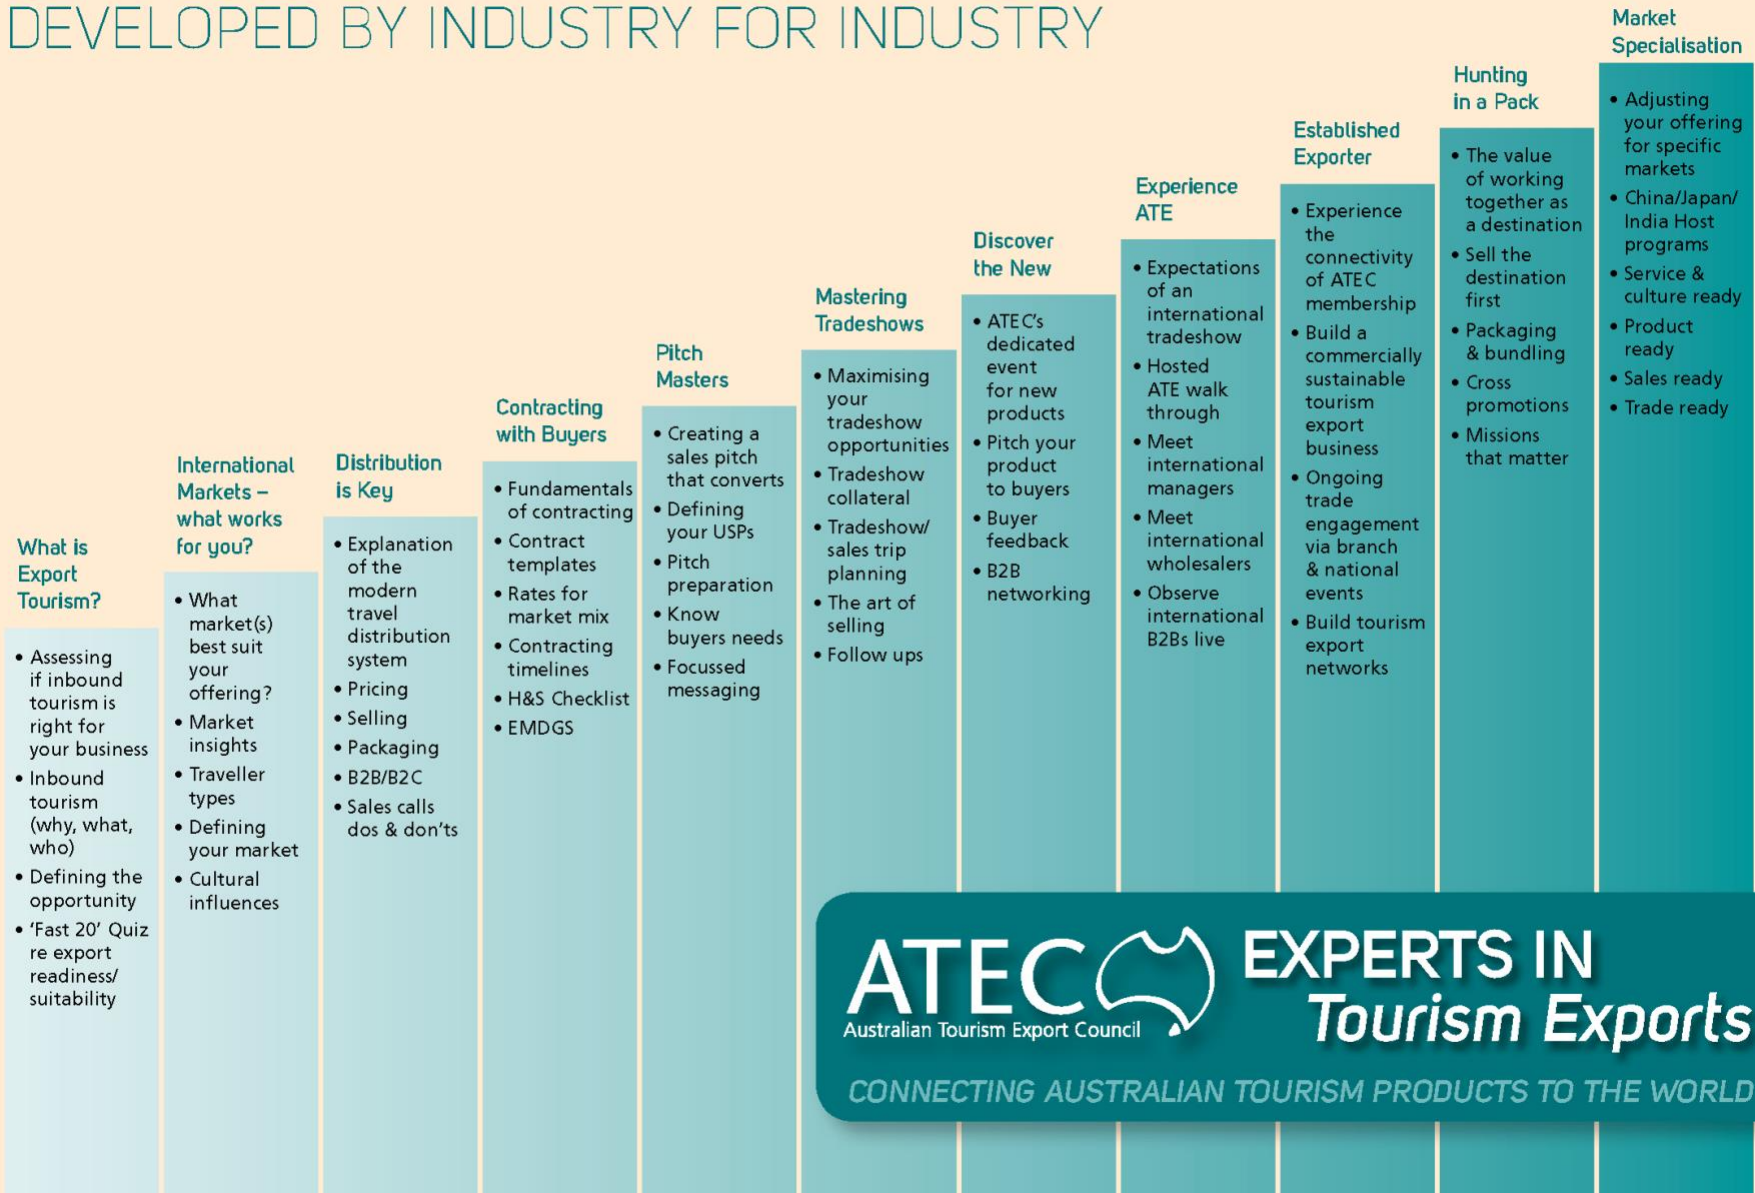 DEVELOPED BY INDUSTRY FOR INDUSTRY
What is
Export
Tourism?
• Assessing
if inbound
tourism is
right for
your business
• Inbound
tourism
(why, what,
who)
• Defining the
opportunity
• ‘Fast 20’ Quiz
re export
readiness/
suitability
International
Markets –
what works
for you?
• What
market(s)
best suit
your
offering?
• Market
insights
• Traveller
types
• Defining
your market
• Cultural
influences
Distribution
is Key
• Explanation
of the
modern
travel
distribution
system
• Pricing
• Selling
• Packaging
• B2B/B2C
• Sales calls
dos & don’ts
Contracting
with Buyers
• Fundamentals
of contracting
• Contract
templates
• Rates for
market mix
• Contracting
timelines
• H&S Checklist
• EMDGS
Pitch
Masters
• Creating a
sales pitch
that converts
• Defining
your USPs
• Pitch
preparation
• Know
buyers needs
• Focussed
messaging
Mastering
Tradeshows
• Maximising
your
tradeshow
opportunities
• Tradeshow
collateral
• Tradeshow/
sales trip
planning
• The art of
selling
• Follow ups
Discover
the New
• ATEC’s
dedicated
event
for new
products
• Pitch your
product
to buyers
• Buyer
feedback
• B2B
networking
Experience
ATE
• Expectations
of an
international
tradeshow
• Hosted
ATE walk
through
• Meet
international
managers
• Meet
international
wholesalers
• Observe
international
B2Bs live
Established
Exporter
• Experience
the
connectivity
of ATEC
membership
• Build a
commercially
sustainable
tourism
export
business
• Ongoing
trade
engagement
via branch
& national
events
• Build tourism
export
networks
Hunting
in a Pack
• The value
of working
together as
a destination
• Sell the
destination
first
• Packaging
& bundling
• Cross
promotions
• Missions
that matter
Market
Specialisation
• Adjusting
your offering
for specific
markets
• China/Japan/
India Host
programs
• Service &
culture ready
• Product
ready
• Sales ready
• Trade ready
ATEC
Australian Tourism Export Council
EXPERTS IN
Tourism Exports
CONNECTING AUSTRALIAN TOURISM PRODUCTS TO THE WORLD